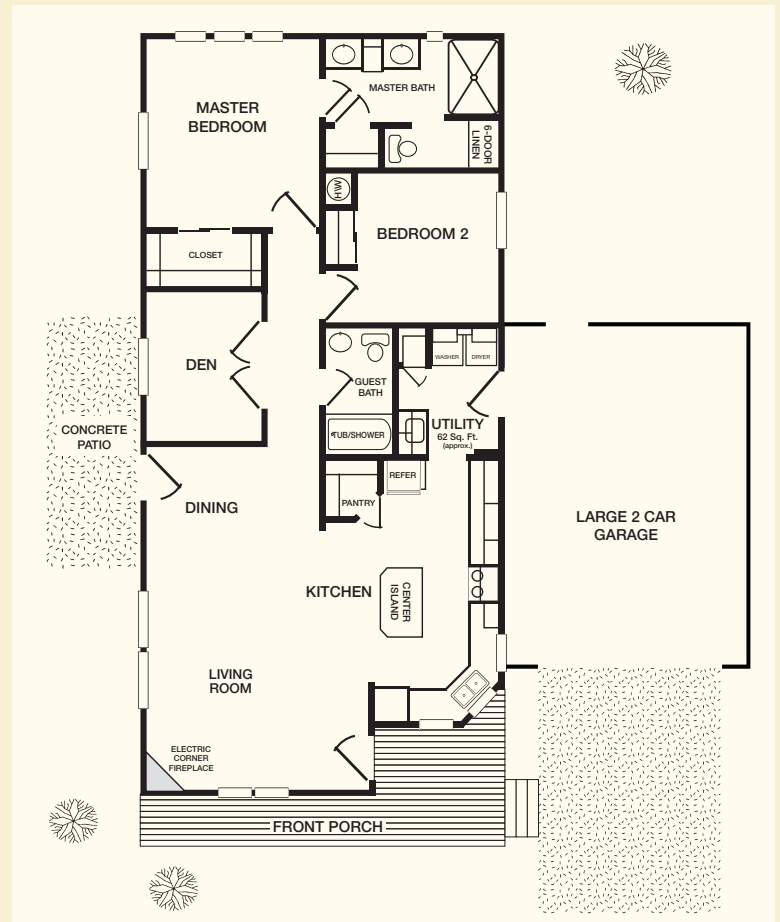 MASTER BATH
MASTER
BEDROOM
6-DOOR
LINEN
W/H
BEDROOM 2
CLOSET
WASHER
DRYER
DEN
GUEST
BATH
UTILITY
62 Sq. Ft.
(approx.)
TUB/SHOWER
CONCRETE
PATIO
REFER
PANTRY
DINING
LARGE 2 CAR
GARAGE
KITCHEN
CENTER
ISLAND
LIVING
ROOM
ELECTRIC
CORNER
FIREPLACE
FRONT PORCH